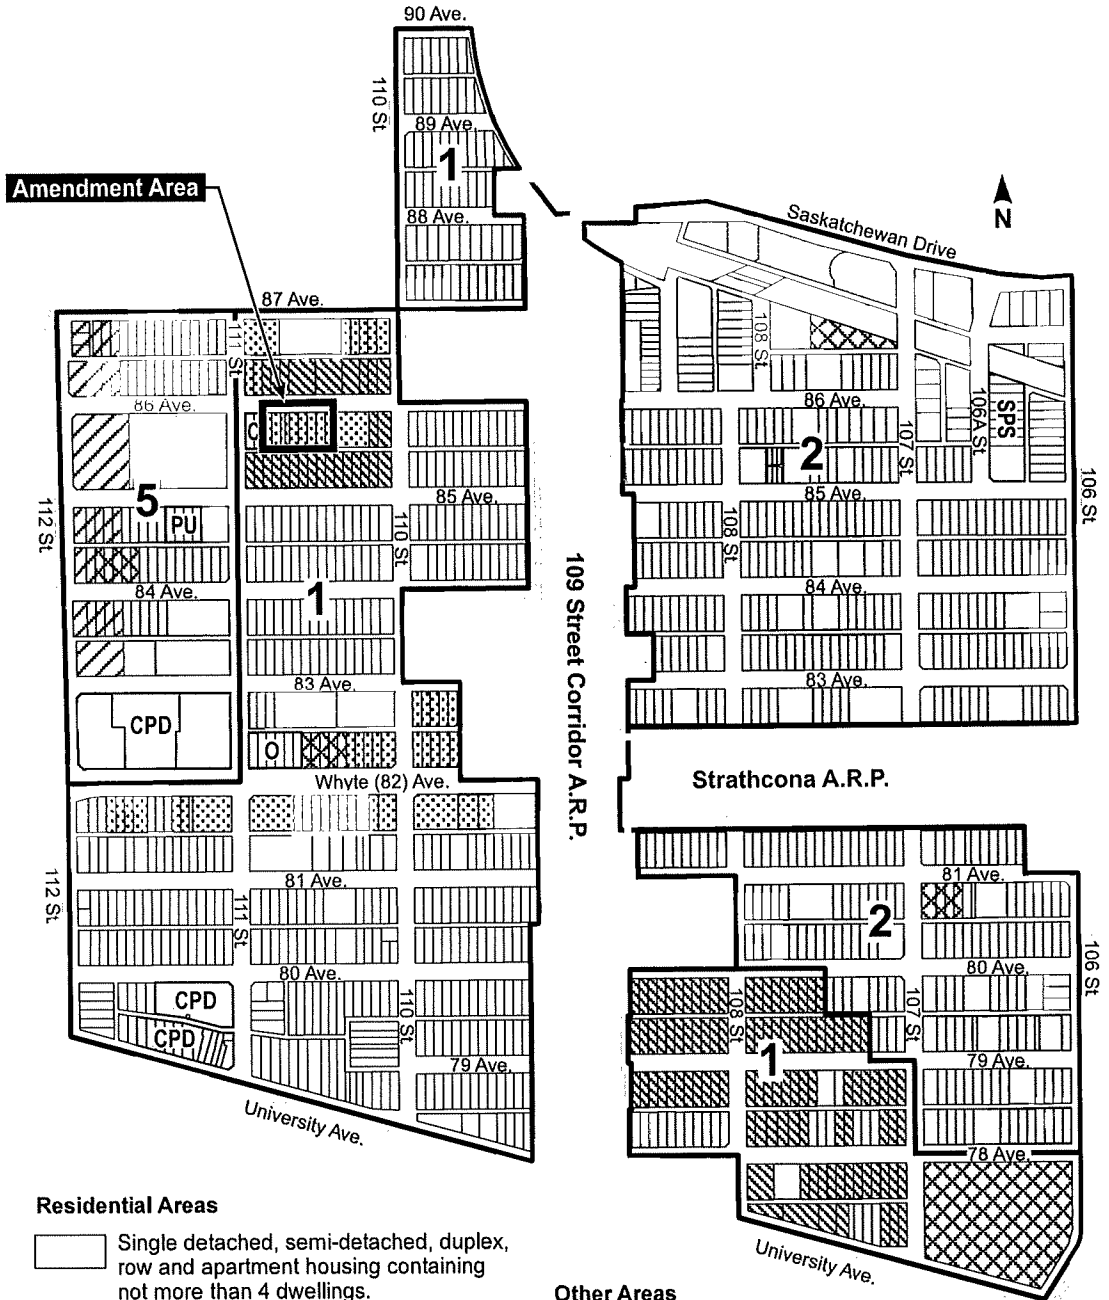 90 Ave.
110 St
89 Ave.
1
Amendment Area
88 Ave.
N
Saskatchewan Drive
87 Ave.
111 St
108 St
86 Ave.
86 Ave.
C
106A St
SPS
107 St
2
5
85 Ave.
85 Ave.
112 St.
PU
110 St
108 St
106 St
109 Street Corridor A.R.P.
84 Ave.
84 Ave.
1
83 Ave.
83 Ave.
CPD
O
Whyte (82) Ave.
Strathcona A.R.P.
112 St
81 Ave.
81 Ave.
111 St
2
80 Ave.
80 Ave.
106 St
CPD
CPD
110 St
108 St
107 St
1
79 Ave.
79 Ave.
University Ave.
78 Ave.
University Ave.
Residential Areas
Single detached, semi-detached, duplex,
row and apartment housing containing
not more than 4 dwellings.
Other Areas